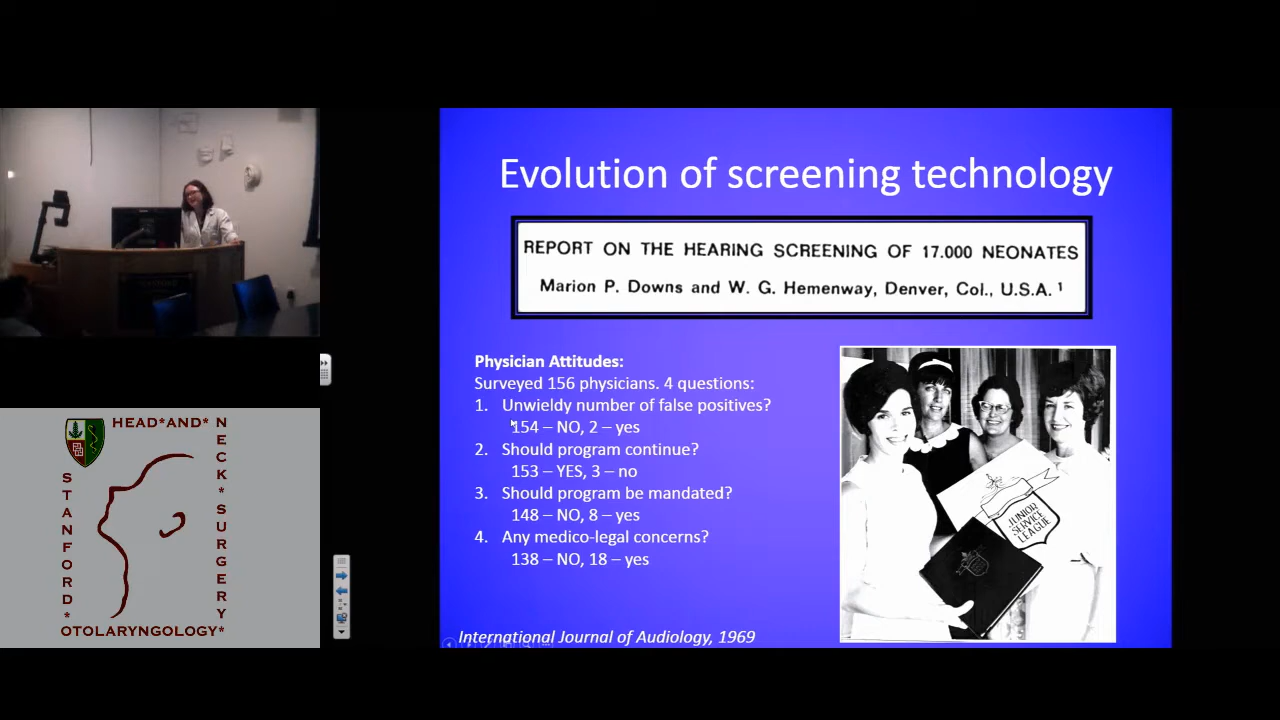 Evolution of screening technology
REPORT ON THE HEARING SCREENING OF 17.000 NEONATES
Marion P. Downs and W. G. Hemenway, Denver, Col., U.S.A. 1
Physician Attitudes:
Surveyed 156 physicians. 4 questions:
1. Unwieldy number of false positives?
154 – NO, 2 – yes
2. Should program continue?
153 – YES, 3 – no
3. Should program be mandated?
148 – NO, 8 – yes
4. Any medico-legal concerns?
138 – NO, 18 – yes
International Journal of Audiology, 1969
JUNIOR
SERVICE
LEAGUE
HEAD*AND*
NECK*SURGERY*
STANFORD*
OTOLARYNGOLOGY*